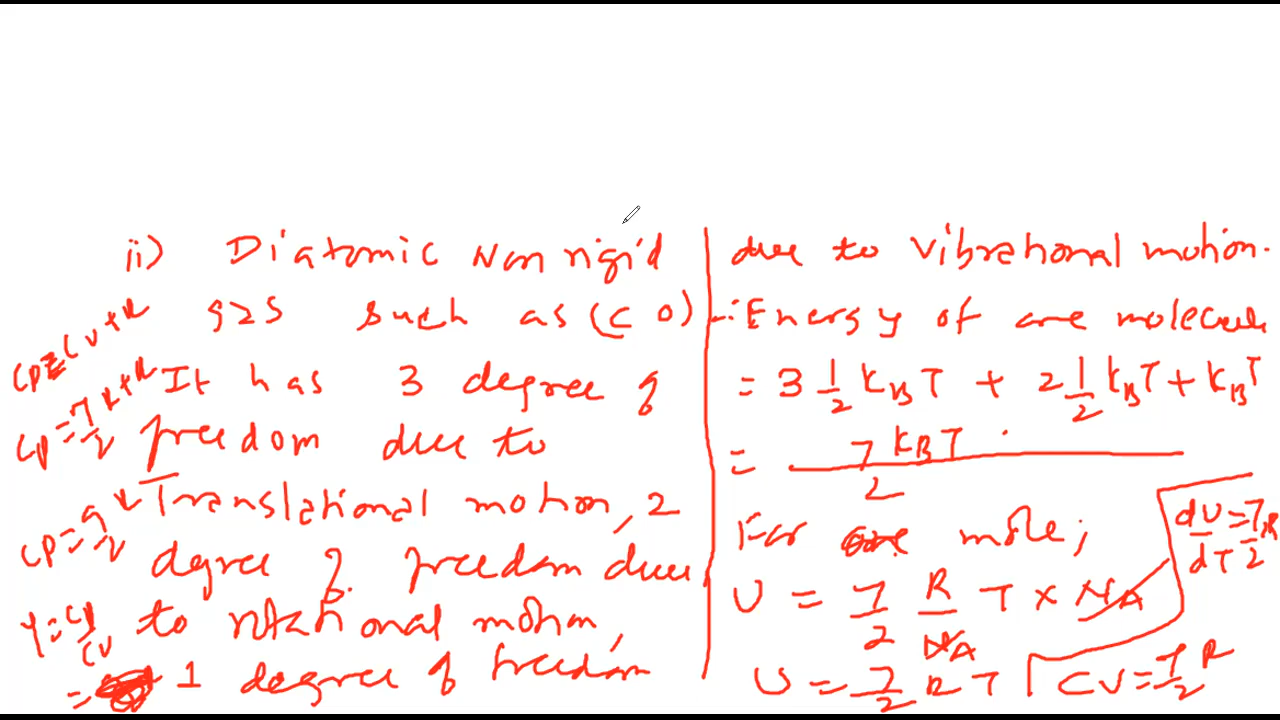 ii) Diatomic Non rigid
gas such as (CO)
It has 3 degree of
freedom due to
Translational motion, 2
degree of freedom due
to rotational motion,
1 degree of freedom
CP=CV+R
CP=7/2 R+R
CP=9/2 R
γ=CP/CV
=
due to vibrational motion.
∴ Energy of one molecule
= 3 1/2 KBT + 2 1/2 KBT + KBT
= 7 KBT / 2
For mole;
U = 7/2 R/NA T × NA
U = 7/2 RT
dU/dT = 7/2 R
CV = 7/2 R